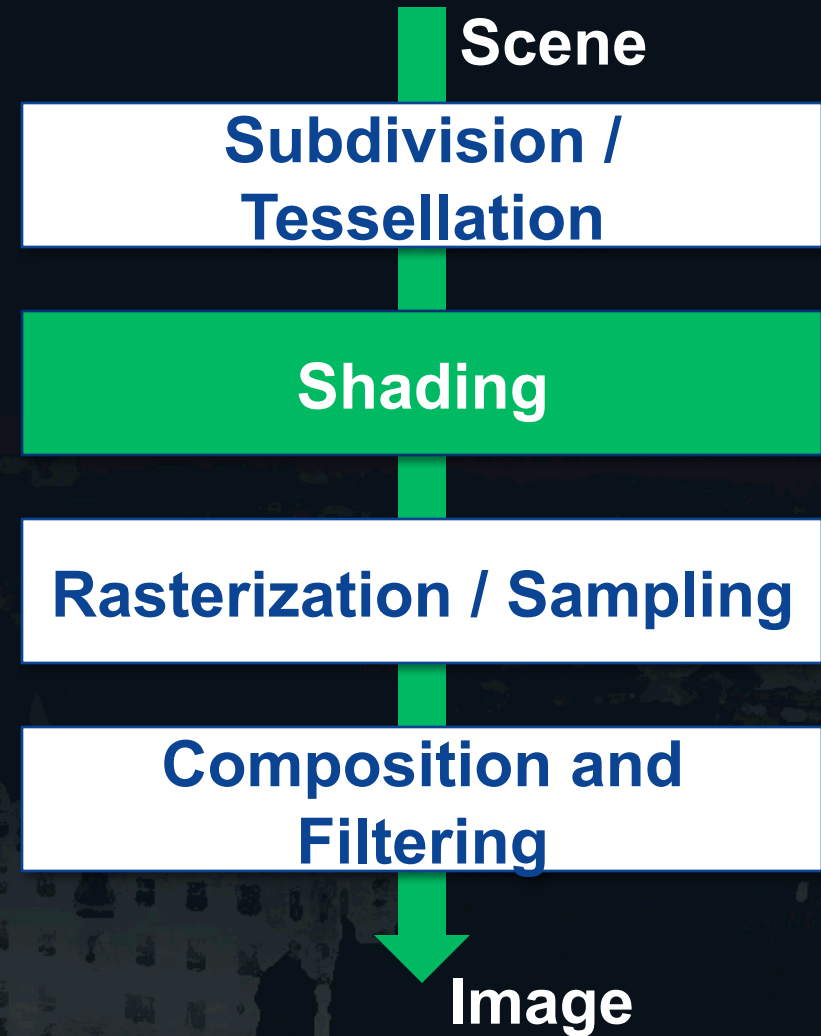 Scene
Subdivision /
Tessellation
Shading
Rasterization / Sampling
Composition and
Filtering
Image